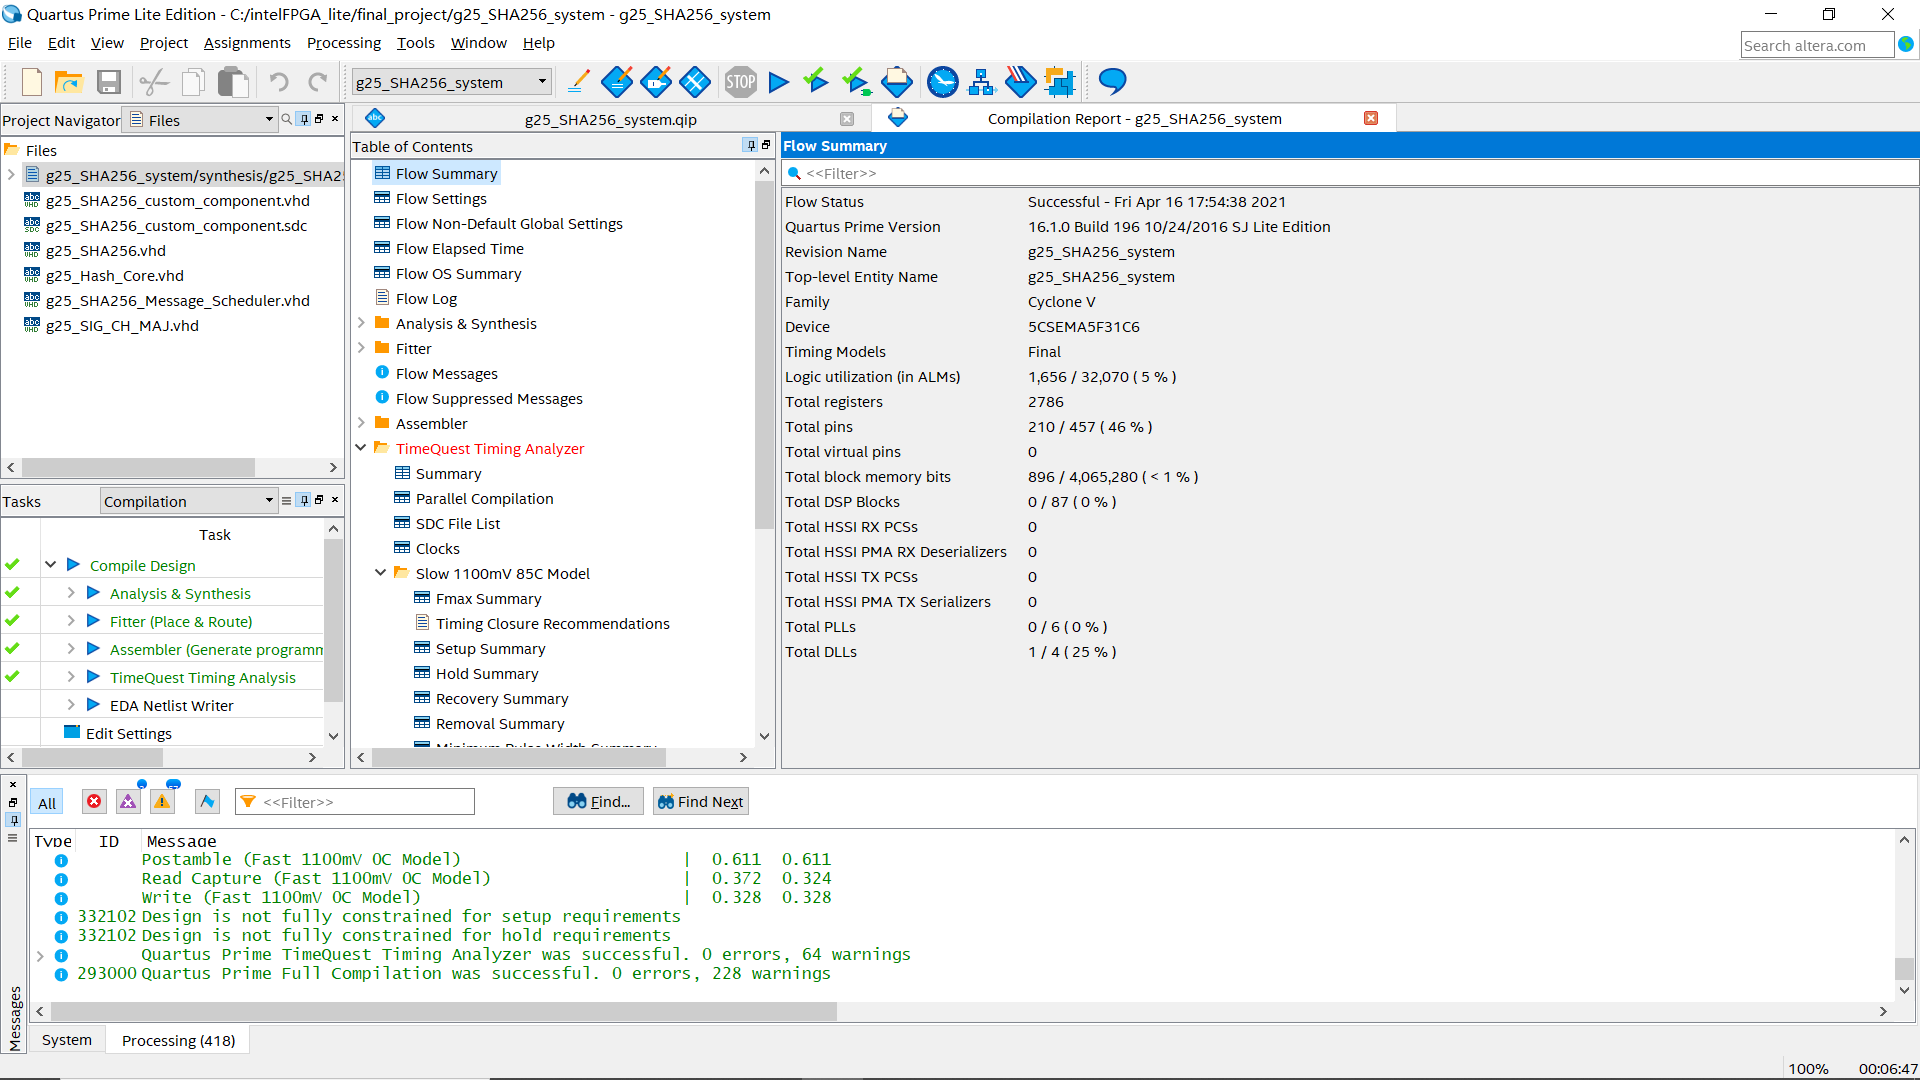 Quartus Prime Lite Edition - C:/intelFPGA_lite/final_project/g25_SHA256_system - g25_SHA256_system
File Edit View Project Assignments Processing Tools Window Help
Search altera.com
g25_SHA256_system
STOP
Project Navigator Files
g25_SHA256_system.qip
Compilation Report - g25_SHA256_system
Files
g25_SHA256_system/synthesis/g25_SHA2
g25_SHA256_custom_component.vhd
g25_SHA256_custom_component.sdc
g25_SHA256.vhd
g25_Hash_Core.vhd
g25_SHA256_Message_Scheduler.vhd
g25_SIG_CH_MAJ.vhd
Tasks Compilation
Task
Compile Design
Analysis & Synthesis
Fitter (Place & Route)
Assembler (Generate programm
TimeQuest Timing Analysis
EDA Netlist Writer
Edit Settings
Table of Contents
Flow Summary
Flow Settings
Flow Non-Default Global Settings
Flow Elapsed Time
Flow OS Summary
Flow Log
Analysis & Synthesis
Fitter
Flow Messages
Flow Suppressed Messages
Assembler
TimeQuest Timing Analyzer
Summary
Parallel Compilation
SDC File List
Clocks
Slow 1100mV 85C Model
Fmax Summary
Timing Closure Recommendations
Setup Summary
Hold Summary
Recovery Summary
Removal Summary
Minimum Pulse Width Summary
Flow Summary
<<Filter>>
Flow Status Successful - Fri Apr 16 17:54:38 2021
Quartus Prime Version 16.1.0 Build 196 10/24/2016 SJ Lite Edition
Revision Name g25_SHA256_system
Top-level Entity Name g25_SHA256_system
Family Cyclone V
Device 5CSEMA5F31C6
Timing Models Final
Logic utilization (in ALMs) 1,656 / 32,070 ( 5 % )
Total registers 2786
Total pins 210 / 457 ( 46 % )
Total virtual pins 0
Total block memory bits 896 / 4,065,280 ( < 1 % )
Total DSP Blocks 0 / 87 ( 0 % )
Total HSSI RX PCSs 0
Total HSSI PMA RX Deserializers 0
Total HSSI TX PCSs 0
Total HSSI PMA TX Serializers 0
Total PLLs 0 / 6 ( 0 % )
Total DLLs 1 / 4 ( 25 % )
All <<Filter>> Find... Find Next
Type ID Message
Postamble (Fast 1100mV 0C Model) | 0.611 0.611
Read Capture (Fast 1100mV 0C Model) | 0.372 0.324
Write (Fast 1100mV 0C Model) | 0.328 0.328
332102 Design is not fully constrained for setup requirements
332102 Design is not fully constrained for hold requirements
Quartus Prime TimeQuest Timing Analyzer was successful. 0 errors, 64 warnings
293000 Quartus Prime Full Compilation was successful. 0 errors, 228 warnings
Messages
System Processing (418)
100% 00:06:47